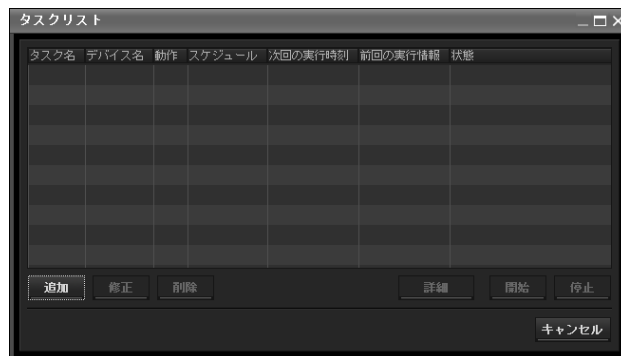 タスクリスト
タスク名 デバイス名 動作 スケジュール 次回の実行時刻 前回の実行情報 状態
追加 修正 削除 詳細 開始 停止
キャンセル